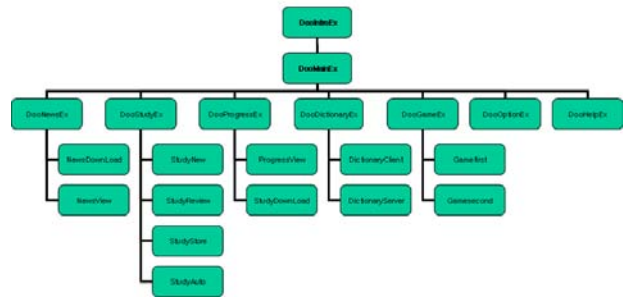 DooIntroEx
DooMainEx
DooNewsEx DooStudyEx DooProgressEx DooDictionaryEx DooGameEx DooOptionEx DooHelpEx
NewsDownLoad StudyNew ProgressView DictionaryClient Gamefirst
NewsView StudyReview StudyDownLoad DictionaryServer Gamesecond
StudyStore
StudyAuto